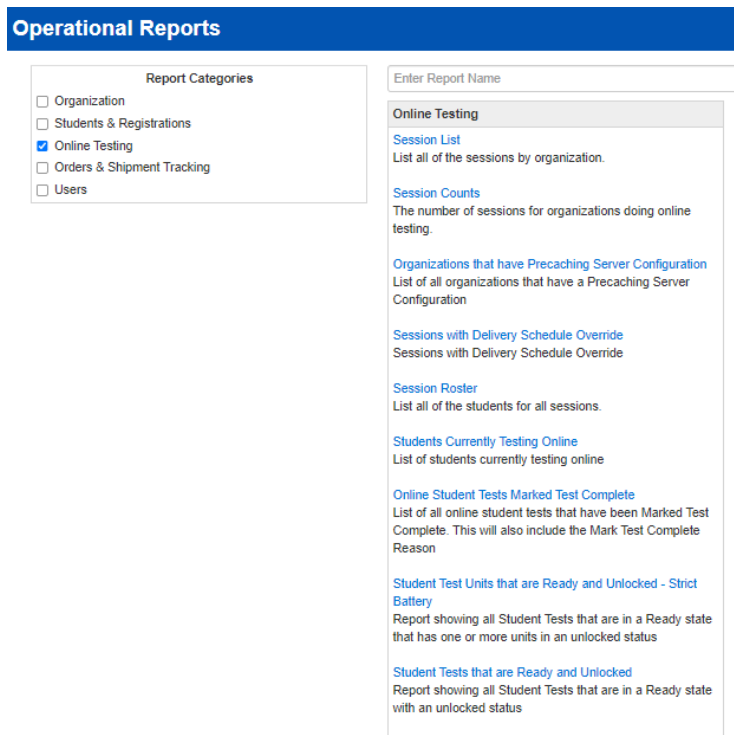 Operational Reports
Report Categories
Organization
Students & Registrations
Online Testing
Orders & Shipment Tracking
Users
Enter Report Name
Online Testing
Session List
List all of the sessions by organization.
Session Counts
The number of sessions for organizations doing online
testing.
Organizations that have Precaching Server Configuration
List of all organizations that have a Precaching Server
Configuration
Sessions with Delivery Schedule Override
Sessions with Delivery Schedule Override
Session Roster
List all of the students for all sessions.
Students Currently Testing Online
List of students currently testing online
Online Student Tests Marked Test Complete
List of all online student tests that have been Marked Test
Complete. This will also include the Mark Test Complete
Reason
Student Test Units that are Ready and Unlocked - Strict
Battery
Report showing all Student Tests that are in a Ready state
that has one or more units in an unlocked status
Student Tests that are Ready and Unlocked
Report showing all Student Tests that are in a Ready state
with an unlocked status